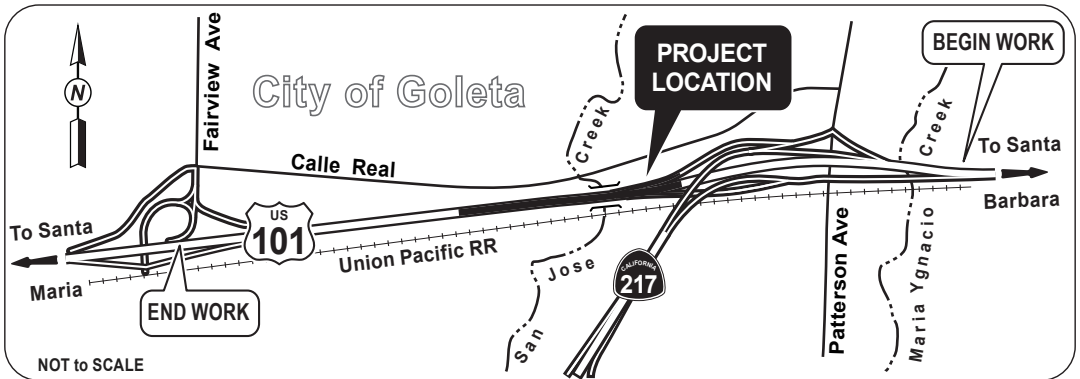 Fairview Ave
City of Goleta
PROJECT
LOCATION
BEGIN WORK
N
Creek
Creek
Calle Real
To Santa
Barbara
To Santa
Maria
US
101
Union Pacific RR
END WORK
San Jose
CALIFORNIA
217
Patterson Ave
Maria Ygnacio
NOT to SCALE